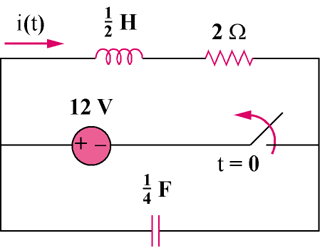 i(t)
1/2 H
2 Ω
12 V
+ −
t = 0
1/4 F